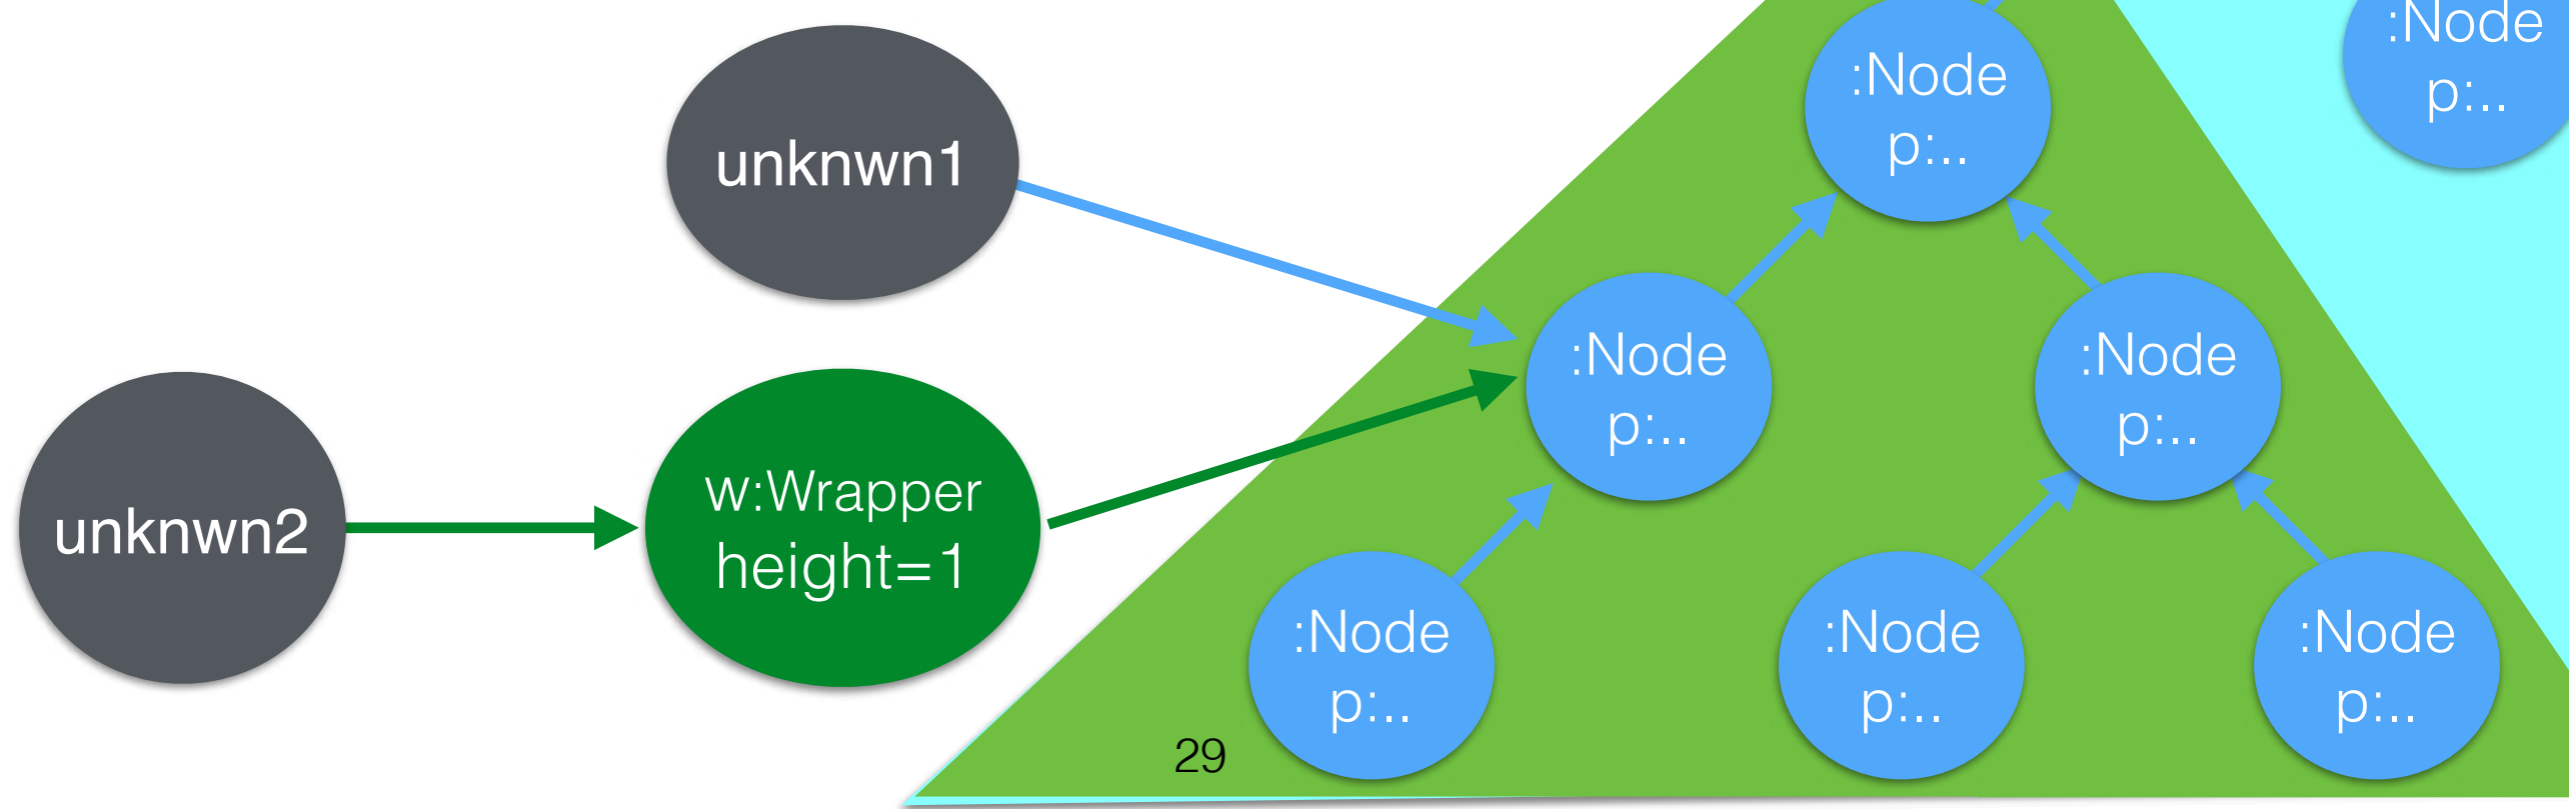 :Node
p:..
:Node
p:..
unknwn1
:Node
p:..
:Node
p:..
unknwn2
w:Wrapper
height=1
:Node
p:..
:Node
p:..
:Node
p:..
29